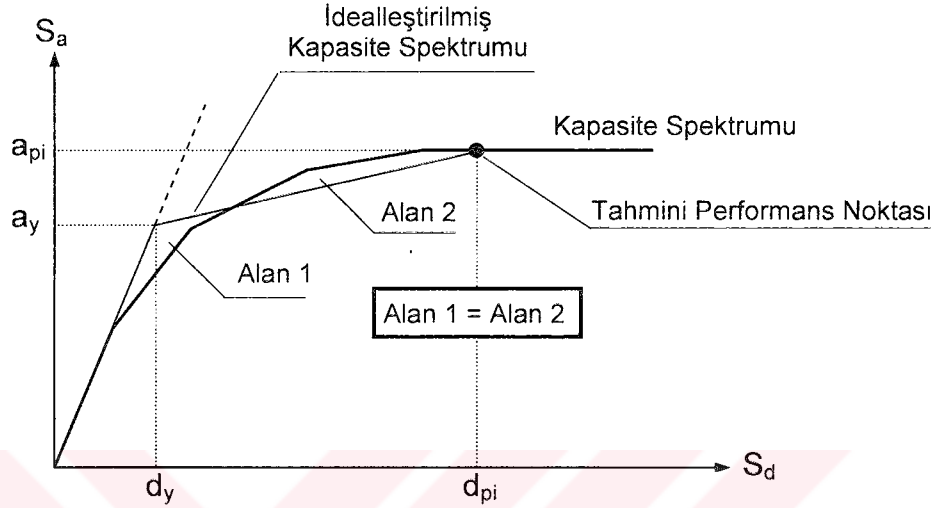 İdealleştirilmiş
Kapasite Spektrumu
Sa
Kapasite Spektrumu
api
Tahmini Performans Noktası
ay
Alan 2
Alan 1
Alan 1 = Alan 2
Sd
dy
dpi